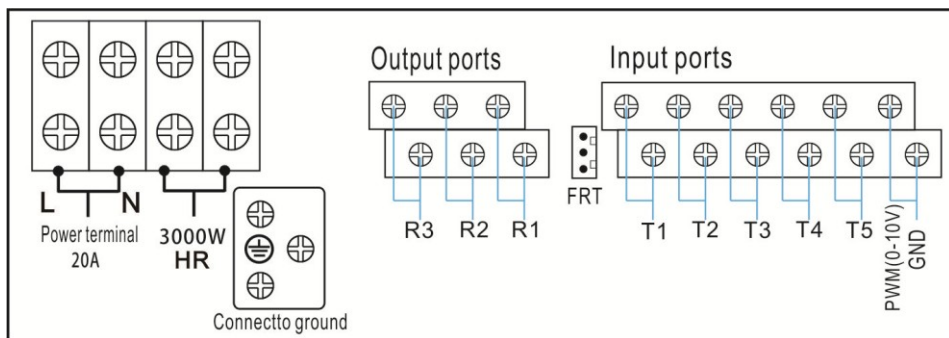 Output ports
Input ports
FRT
L N
Power terminal
20A
3000W
HR
Connectto ground
R3 R2 R1
T1 T2 T3 T4 T5
PWM(0-10V)
GND